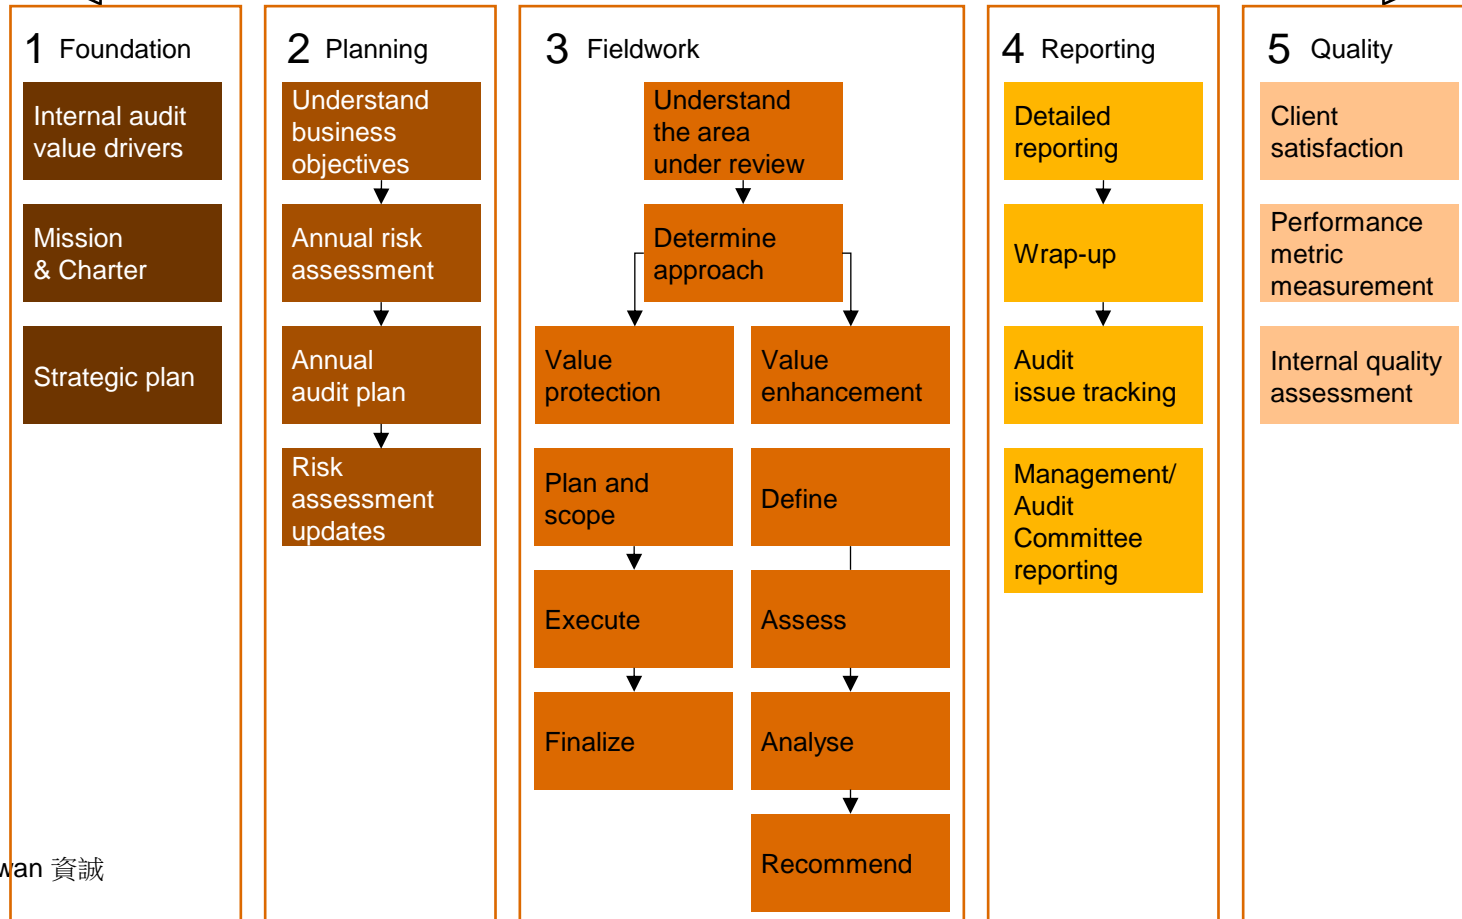 1 Foundation
Internal audit
value drivers
Mission
& Charter
Strategic plan
2 Planning
Understand
business
objectives
Annual risk
assessment
Annual
audit plan
Risk
assessment
updates
3 Fieldwork
Understand
the area
under review
Determine
approach
Value
protection
Value
enhancement
Plan and
scope
Define
Execute
Assess
Finalize
Analyse
Recommend
4 Reporting
Detailed
reporting
Wrap-up
Audit
issue tracking
Management/
Audit
Committee
reporting
5 Quality
Client
satisfaction
Performance
metric
measurement
Internal quality
assessment
wan 資誠